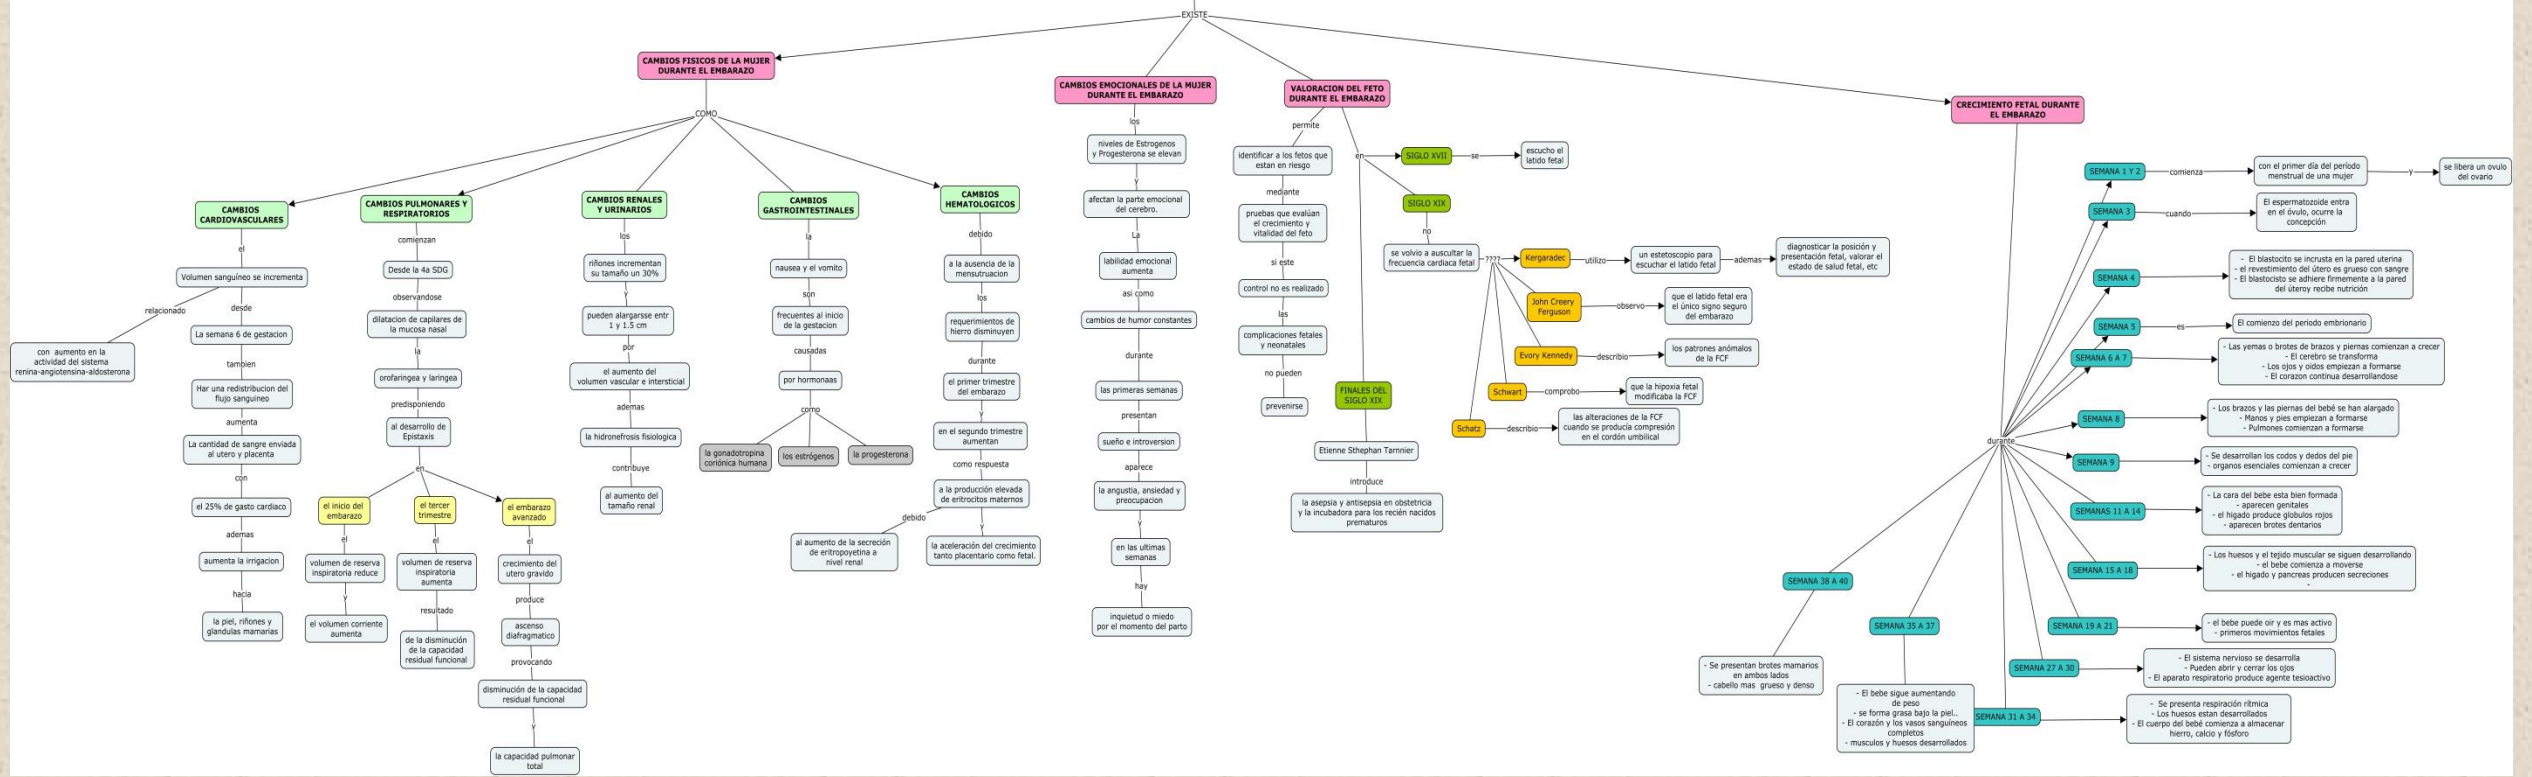 EXISTE
CAMBIOS FISICOS DE LA MUJER
DURANTE EL EMBARAZO
COMO
CAMBIOS
CARDIOVASCULARES
el
Volumen sanguíneo se incrementa
relacionado
con aumento en la
actividad del sistema
renina-angiotensina-aldosterona
desde
La semana 6 de gestacion
tambien
Har una redistribucion del
flujo sanguineo
aumenta
La cantidad de sangre enviada
al utero y placenta
con
el 25% de gasto cardiaco
ademas
aumenta la irrigacion
hacia
la piel, riñones y
glandulas mamarias
CAMBIOS PULMONARES Y
RESPIRATORIOS
comienzan
Desde la 4a SDG
observandose
dilatacion de capilares de
la mucosa nasal
la
orofaringea y laringea
predisponiendo
al desarrollo de
Epistaxis
en
el inicio del
embarazo
el
volumen de reserva
inspiratoria reduce
y
el volumen corriente
aumenta
el tercer
trimestre
el
volumen de reserva
inspiratoria
aumenta
resultado
de la disminución
de la capacidad
residual funcional
el embarazo
avanzado
el
crecimiento del
utero gravido
produce
ascenso
diafragmatico
provocando
disminución de la capacidad
residual funcional
y
la capacidad pulmonar
total
CAMBIOS RENALES
Y URINARIOS
los
riñones incrementan
su tamaño un 30%
y
pueden alargarsse entr
1 y 1.5 cm
por
el aumento del
volumen vascular e intersticial
ademas
la hidronefrosis fisiologica
contribuye
al aumento del
tamaño renal
CAMBIOS
GASTROINTESTINALES
la
nausea y el vomito
son
frecuentes al inicio
de la gestacion
causadas
por hormonaas
como
la gonadotropina
coriónica humana
los estrógenos
la progesterona
CAMBIOS
HEMATOLOGICOS
debido
a la ausencia de la
mensutruacion
los
requerimientos de
hierro disminuyen
durante
el primer trimestre
del embarazo
y
en el segundo trimestre
aumentan
como respuesta
a la producción elevada
de eritrocitos maternos
debido
al aumento de la secreción
de eritropoyetina a
nivel renal
y
la aceleración del crecimiento
tanto placentario como fetal.
CAMBIOS EMOCIONALES DE LA MUJER
DURANTE EL EMBARAZO
los
niveles de Estrogenos
y Progesterona se elevan
y
afectan la parte emocional
del cerebro.
La
labilidad emocional
aumenta
asi como
cambios de humor constantes
durante
las primeras semanas
presentan
sueño e introversion
aparece
la angustia, ansiedad y
preocupacion
y
en las ultimas
semanas
hay
inquietud o miedo
por el momento del parto
VALORACION DEL FETO
DURANTE EL EMBARAZO
permite
identificar a los fetos que
estan en riesgo
mediante
pruebas que evalúan
el crecimiento y
vitalidad del feto
si este
control no es realizado
las
complicaciones fetales
y neonatales
no pueden
prevenirse
en
SIGLO XVII
se
escucho el
latido fetal
SIGLO XIX
no
se volvio a auscultar la
frecuencia cardiaca fetal
????
Kergaradec
utilizo
un estetoscopio para
escuchar el latido fetal
ademas
diagnosticar la posición y
presentación fetal, valorar el
estado de salud fetal, etc
John Creery
Ferguson
observo
que el latido fetal era
el único signo seguro
del embarazo
Evory Kennedy
describio
los patrones anómalos
de la FCF
Schwart
comprobo
que la hipoxia fetal
modificaba la FCF
Schatz
describio
las alteraciones de la FCF
cuando se producía compresión
en el cordón umbilical
FINALES DEL
SIGLO XIX
Etienne Sthephan Tarnnier
introduce
la asepsia y antisepsia en obstetricia
y la incubadora para los recién nacidos
prematuros
CRECIMIENTO FETAL DURANTE
EL EMBARAZO
durante
SEMANA 1 Y 2
comienza
con el primer día del período
menstrual de una mujer
y
se libera un ovulo
del ovario
SEMANA 3
cuando
El espermatozoide entra
en el óvulo, ocurre la
concepción
SEMANA 4
- El blastocito se incrusta en la pared uterina
- el revestimiento del útero es grueso con sangre
- El blastocisto se adhiere firmemente a la pared
del úteroy recibe nutrición
SEMANA 5
es
El comienzo del periodo embrionario
SEMANA 6 A 7
- Las yemas o brotes de brazos y piernas comienzan a crecer
- El cerebro se transforma
- Los ojos y oidos empiezan a formarse
- El corazon continua desarrollandose
SEMANA 8
- Los brazos y las piernas del bebé se han alargado
- Manos y pies empiezan a formarse
- Pulmones comienzan a formarse
SEMANA 9
- Se desarrollan los codos y dedos del pie
- organos esenciales comienzan a crecer
SEMANAS 11 A 14
- La cara del bebe esta bien formada
- aparecen genitales
- el higado produce globulos rojos
- aparecen brotes dentarios
SEMANA 15 A 18
- Los huesos y el tejido muscular se siguen desarrollando
- el bebe comienza a moverse
- el higado y pancreas producen secreciones
-
SEMANA 19 A 21
- el bebe puede oir y es mas activo
- primeros movimientos fetales
SEMANA 27 A 30
- El sistema nervioso se desarrolla
- Pueden abrir y cerrar los ojos
- El aparato respiratorio produce agente tesioactivo
SEMANA 31 A 34
- Se presenta respiración rítmica
- Los huesos estan desarrollados
- El cuerpo del bebé comienza a almacenar
hierro, calcio y fósforo
SEMANA 35 A 37
- El bebe sigue aumentando
de peso
- se forma grasa bajo la piel..
- El corazón y los vasos sanguíneos
completos
- musculos y huesos desarrollados
SEMANA 38 A 40
- Se presentan brotes mamarios
en ambos lados
- cabello mas grueso y denso